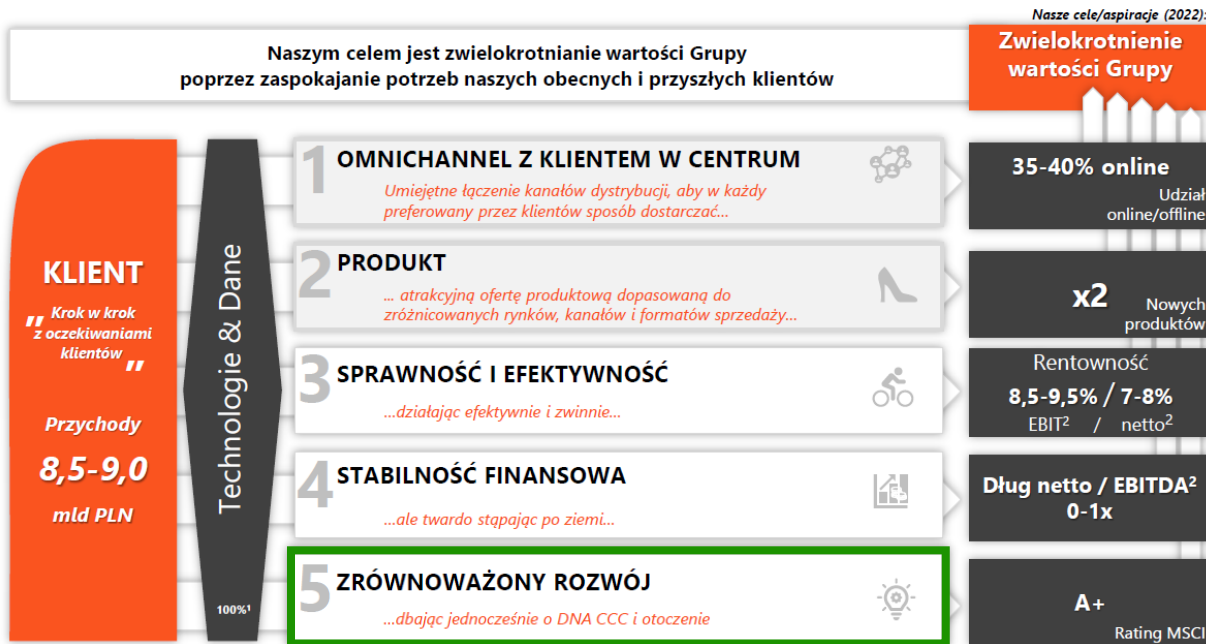 Nasze cele/aspiracje (2022):
Naszym celem jest zwielokrotnianie wartości Grupy
poprzez zaspokajanie potrzeb naszych obecnych i przyszłych klientów
Zwielokrotnienie
wartości Grupy
KLIENT
„ Krok w krok
z oczekiwaniami
klientów ”
Przychody
8,5-9,0
mld PLN
Technologie & Dane
100%¹
1 OMNICHANNEL Z KLIENTEM W CENTRUM
Umiejętne łączenie kanałów dystrybucji, aby w każdy
preferowany przez klientów sposób dostarczać...
35-40% online
Udział
online/offline
2 PRODUKT
... atrakcyjną ofertę produktową dopasowaną do
zróżnicowanych rynków, kanałów i formatów sprzedaży...
x2 Nowych
produktów
3 SPRAWNOŚĆ I EFEKTYWNOŚĆ
...działając efektywnie i zwinnie...
Rentowność
8,5-9,5% / 7-8%
EBIT² / netto²
4 STABILNOŚĆ FINANSOWA
...ale twardo stąpając po ziemi...
Dług netto / EBITDA²
0-1x
5 ZRÓWNOWAŻONY ROZWÓJ
...dbając jednocześnie o DNA CCC i otoczenie
A+
Rating MSCI